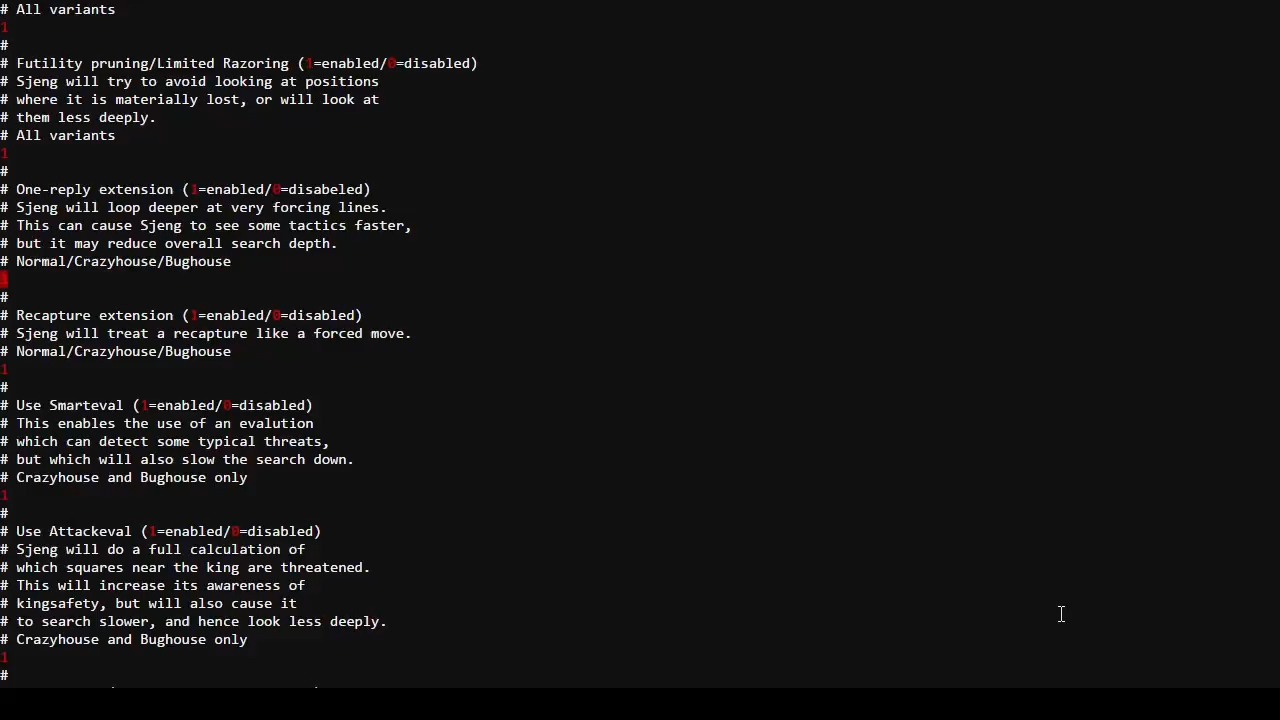 # All variants
1
#
# Futility pruning/Limited Razoring (1=enabled/0=disabled)
# Sjeng will try to avoid looking at positions
# where it is materially lost, or will look at
# them less deeply.
# All variants
1
#
# One-reply extension (1=enabled/0=disabeled)
# Sjeng will loop deeper at very forcing lines.
# This can cause Sjeng to see some tactics faster,
# but it may reduce overall search depth.
# Normal/Crazyhouse/Bughouse
1
#
# Recapture extension (1=enabled/0=disabled)
# Sjeng will treat a recapture like a forced move.
# Normal/Crazyhouse/Bughouse
1
#
# Use Smarteval (1=enabled/0=disabled)
# This enables the use of an evalution
# which can detect some typical threats,
# but which will also slow the search down.
# Crazyhouse and Bughouse only
1
#
# Use Attackeval (1=enabled/0=disabled)
# Sjeng will do a full calculation of
# which squares near the king are threatened.
# This will increase its awareness of
# kingsafety, but will also cause it
# to search slower, and hence look less deeply.
# Crazyhouse and Bughouse only
1
#